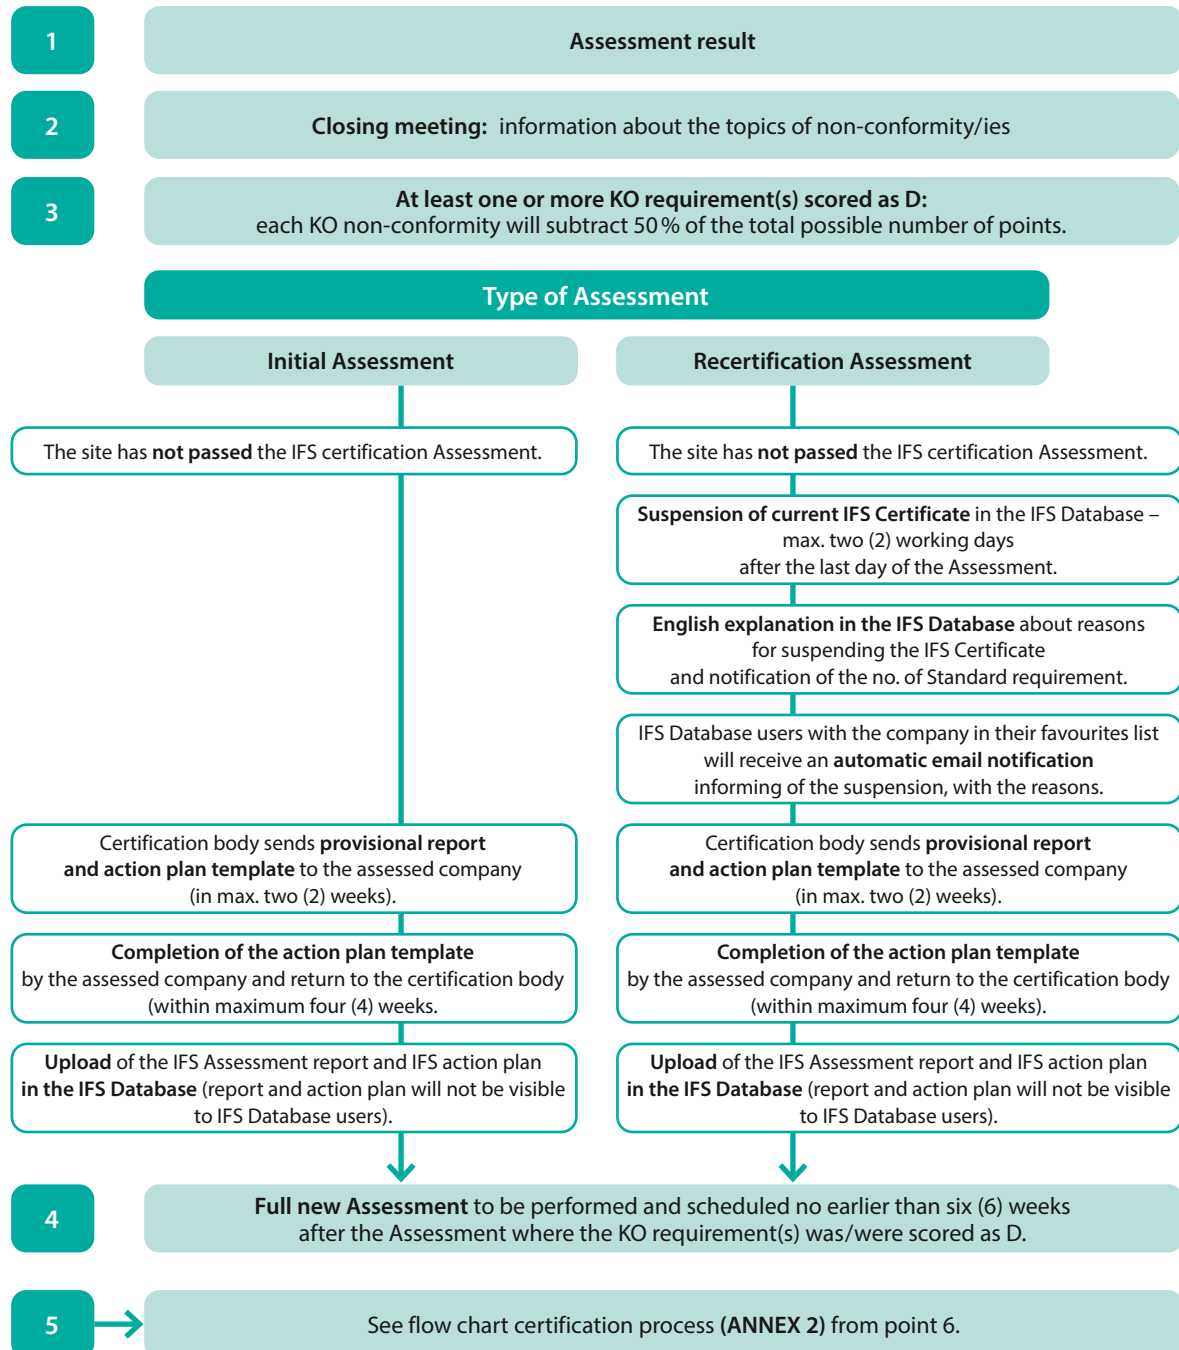 1
Assessment result
2
Closing meeting: information about the topics of non-conformity/ies
3
At least one or more KO requirement(s) scored as D:
each KO non-conformity will subtract 50 % of the total possible number of points.
Type of Assessment
Initial Assessment
The site has not passed the IFS certification Assessment.
Certification body sends provisional report
and action plan template to the assessed company
(in max. two (2) weeks).
Completion of the action plan template
by the assessed company and return to the certification body
(within maximum four (4) weeks.
Upload of the IFS Assessment report and IFS action plan
in the IFS Database (report and action plan will not be visible
to IFS Database users).
Recertification Assessment
The site has not passed the IFS certification Assessment.
Suspension of current IFS Certificate in the IFS Database –
max. two (2) working days
after the last day of the Assessment.
English explanation in the IFS Database about reasons
for suspending the IFS Certificate
and notification of the no. of Standard requirement.
IFS Database users with the company in their favourites list
will receive an automatic email notification
informing of the suspension, with the reasons.
Certification body sends provisional report
and action plan template to the assessed company
(in max. two (2) weeks).
Completion of the action plan template
by the assessed company and return to the certification body
(within maximum four (4) weeks.
Upload of the IFS Assessment report and IFS action plan
in the IFS Database (report and action plan will not be visible
to IFS Database users).
4
Full new Assessment to be performed and scheduled no earlier than six (6) weeks
after the Assessment where the KO requirement(s) was/were scored as D.
5
See flow chart certification process (ANNEX 2) from point 6.